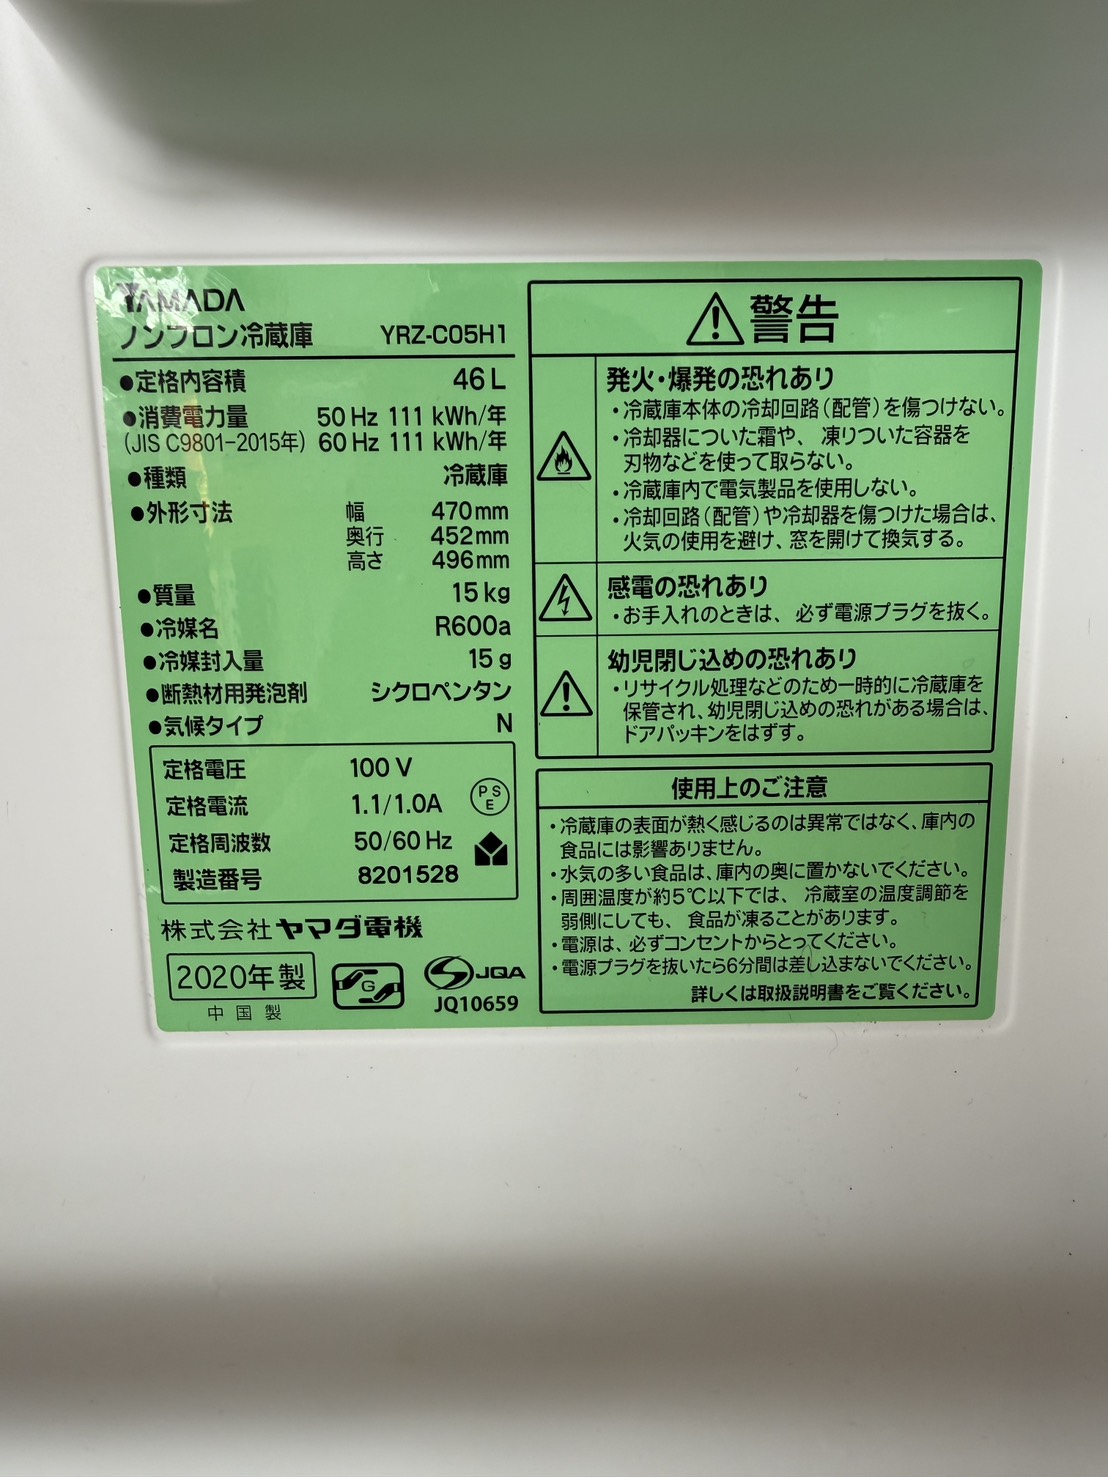 YAMADA
ノンフロン冷蔵庫 YRZ-C05H1
●定格内容積 46L
●消費電力量 50Hz 111 kWh/年
(JIS C9801-2015年) 60Hz 111 kWh/年
●種類 冷蔵庫
●外形寸法 幅 470mm
奥行 452mm
高さ 496mm
●質量 15kg
●冷媒名 R600a
●冷媒封入量 15g
●断熱材用発泡剤 シクロペンタン
●気候タイプ N
定格電圧 100V
定格電流 1.1/1.0A
定格周波数 50/60Hz
製造番号 8201528
PS
E
株式会社ヤマダ電機
2020年製
中国製
G
JQA
JQ10659
警告
発火・爆発の恐れあり
・冷蔵庫本体の冷却回路(配管)を傷つけない。
・冷却器についた霜や、凍りついた容器を
刃物などを使って取らない。
・冷蔵庫内で電気製品を使用しない。
・冷却回路(配管)や冷却器を傷つけた場合は、
火気の使用を避け、窓を開けて換気する。
感電の恐れあり
・お手入れのときは、必ず電源プラグを抜く。
幼児閉じ込めの恐れあり
・リサイクル処理などのため一時的に冷蔵庫を
保管され、幼児閉じ込めの恐れがある場合は、
ドアパッキンをはずす。
使用上のご注意
・冷蔵庫の表面が熱く感じるのは異常ではなく、庫内の
食品には影響ありません。
・水気の多い食品は、庫内の奥に置かないでください。
・周囲温度が約5℃以下では、冷蔵室の温度調節を
弱側にしても、食品が凍ることがあります。
・電源は、必ずコンセントからとってください。
・電源プラグを抜いたら6分間は差し込まないでください。
詳しくは取扱説明書をご覧ください。